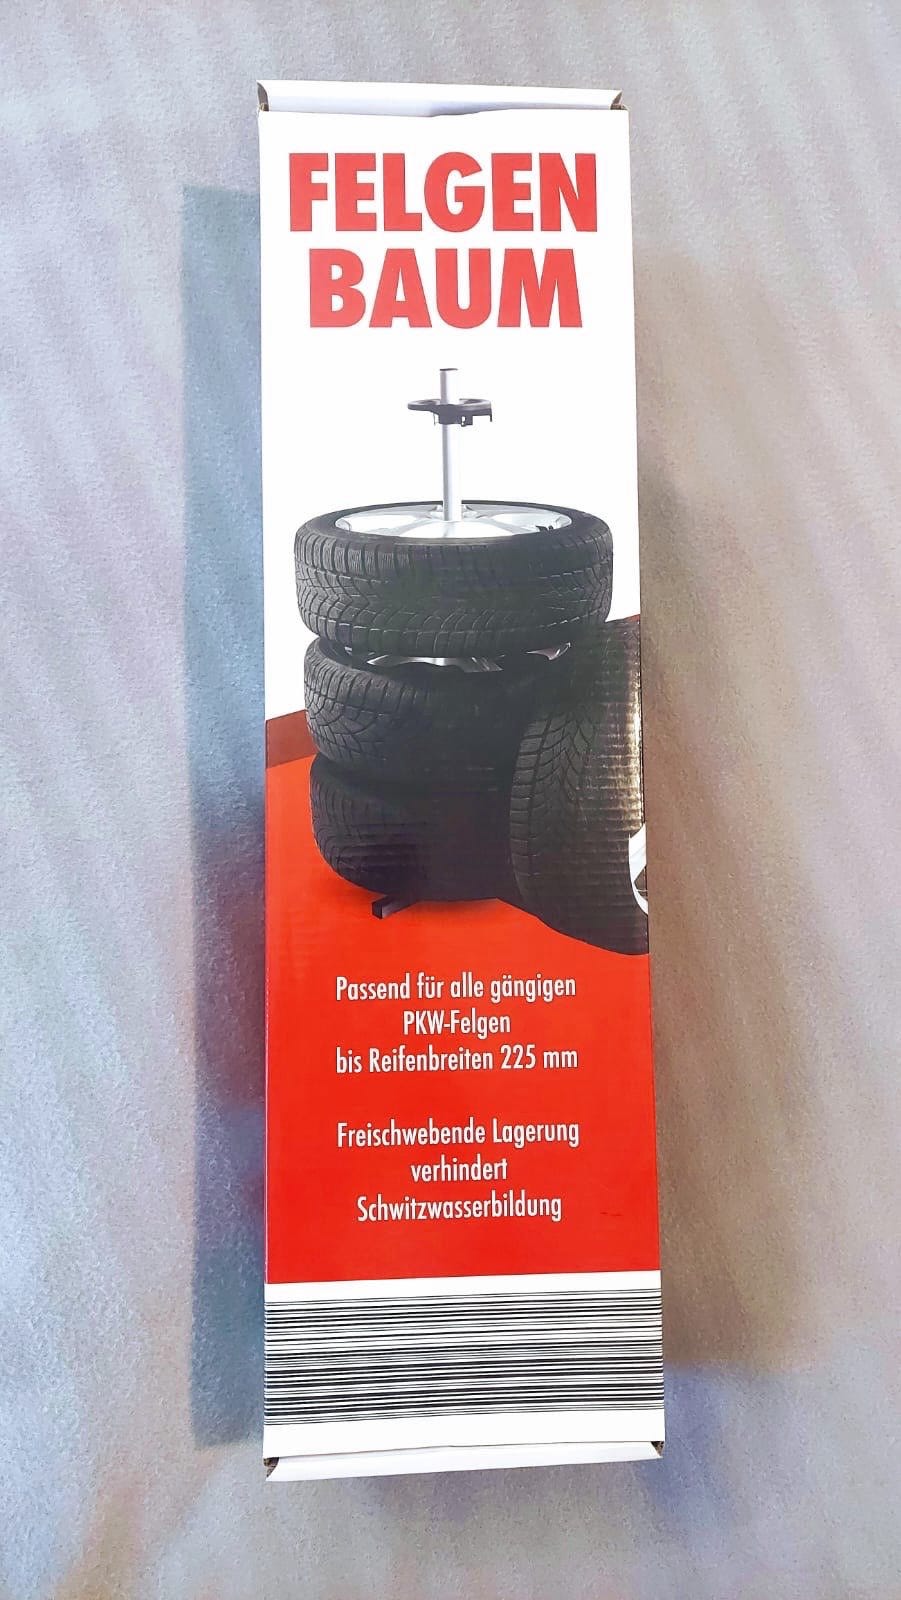 FELGEN
BAUM
Passend für alle gängigen
PKW-Felgen
bis Reifenbreiten 225 mm
Freischwebende Lagerung
verhindert
Schwitzwasserbildung